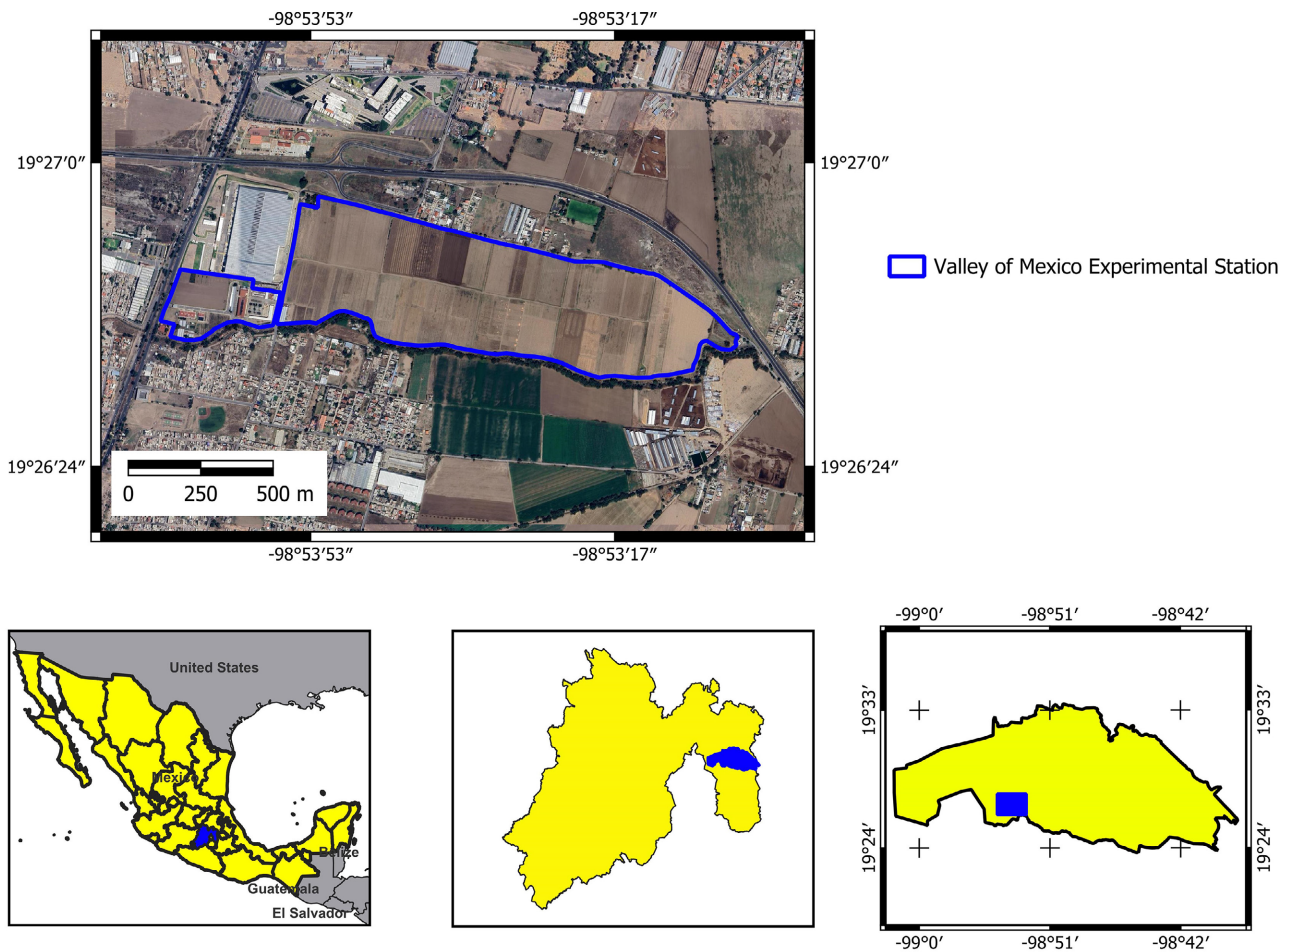 -98°53′53″ -98°53′17″
19°27′0″ 19°27′0″
Valley of Mexico Experimental Station
19°26′24″ 19°26′24″
0 250 500 m
-98°53′53″ -98°53′17″
-99°0′ -98°51′ -98°42′
United States
Mexico
Belize
Guatemala
El Salvador
19°33′ 19°33′
19°24′ 19°24′
-99°0′ -98°51′ -98°42′